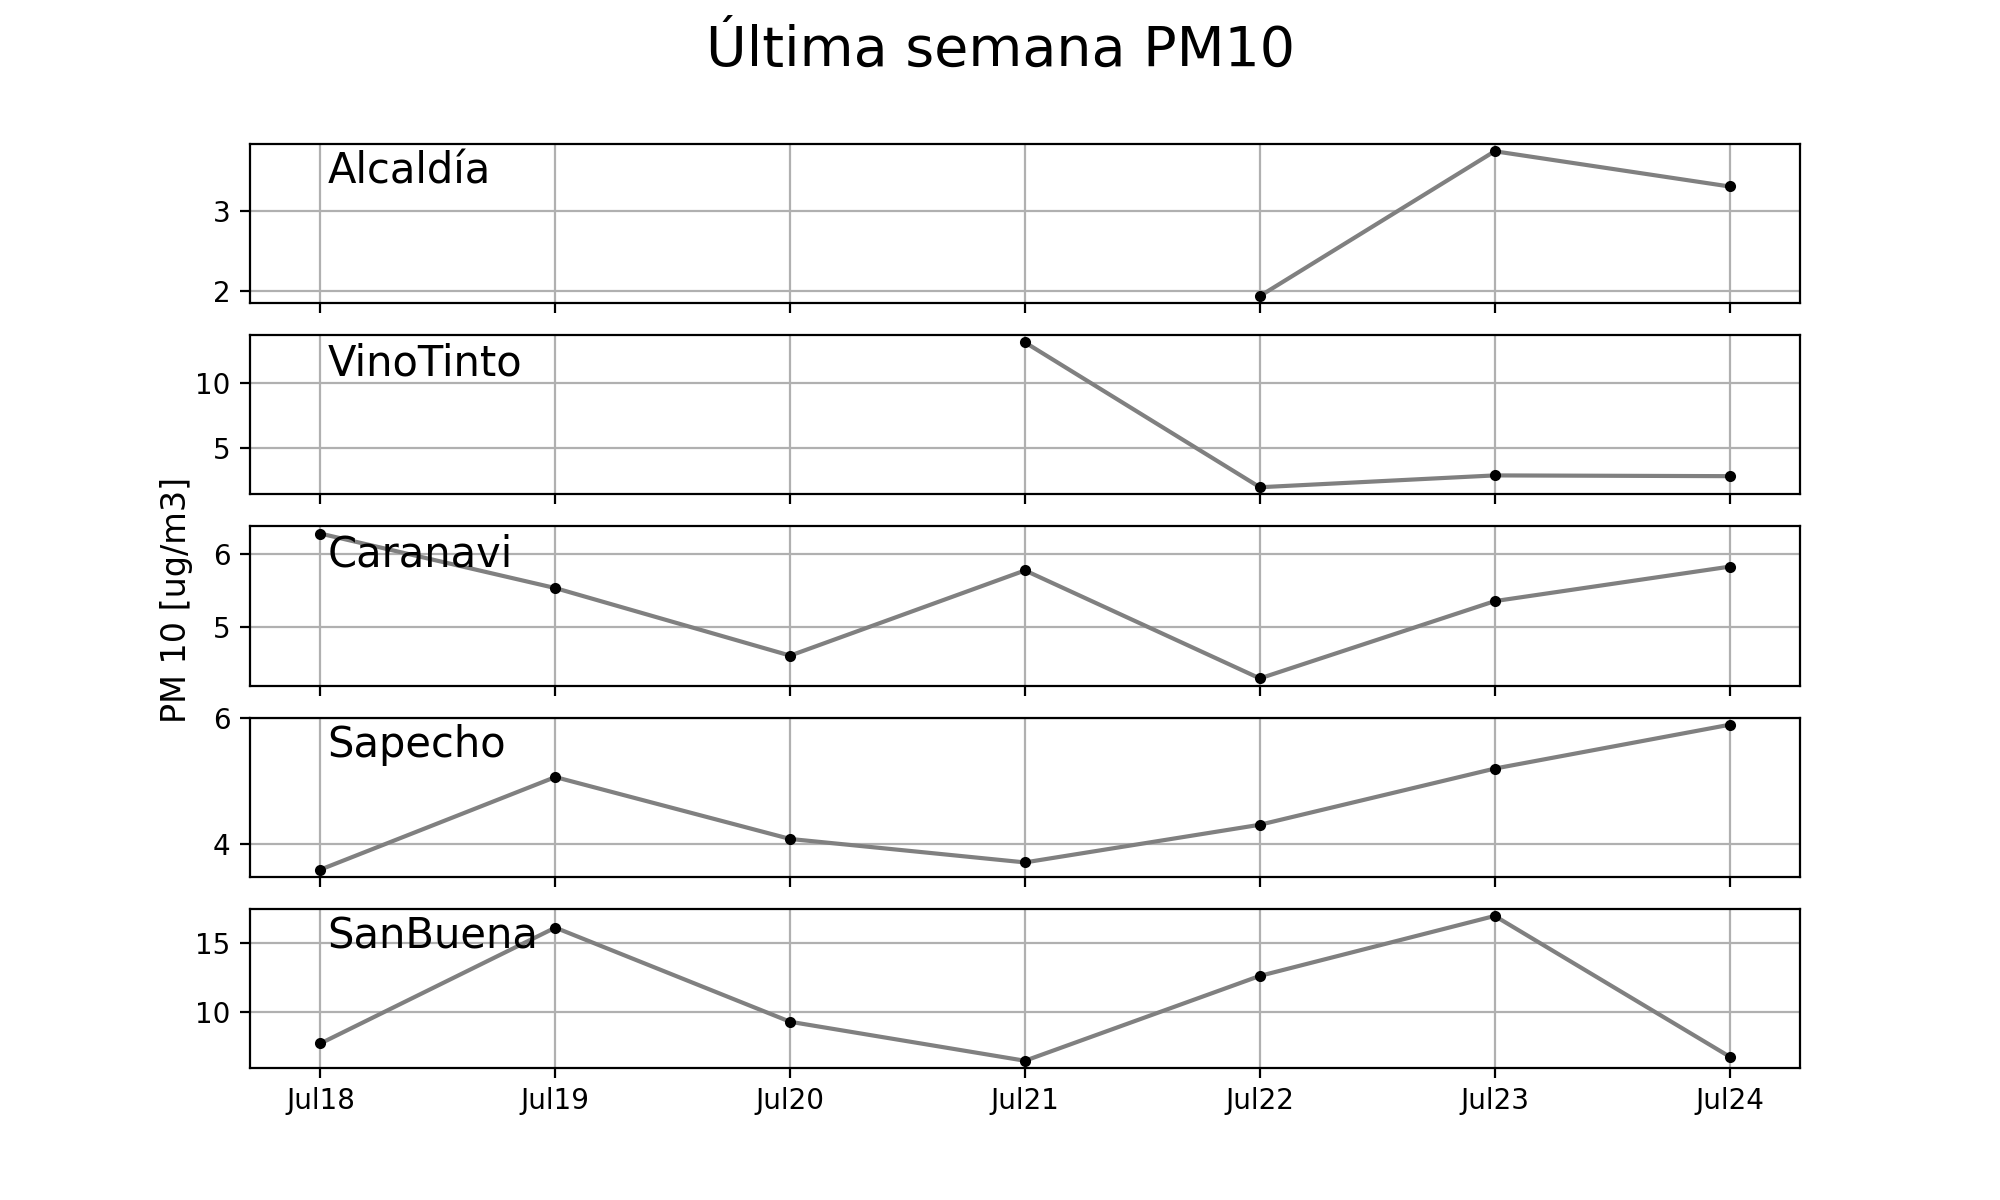 Última semana PM10
Alcaldía
3
2
VinoTinto
10
5
PM 10 [ug/m3]
Caranavi
6
5
Sapecho
6
4
SanBuena
15
10
Jul18 Jul19 Jul20 Jul21 Jul22 Jul23 Jul24